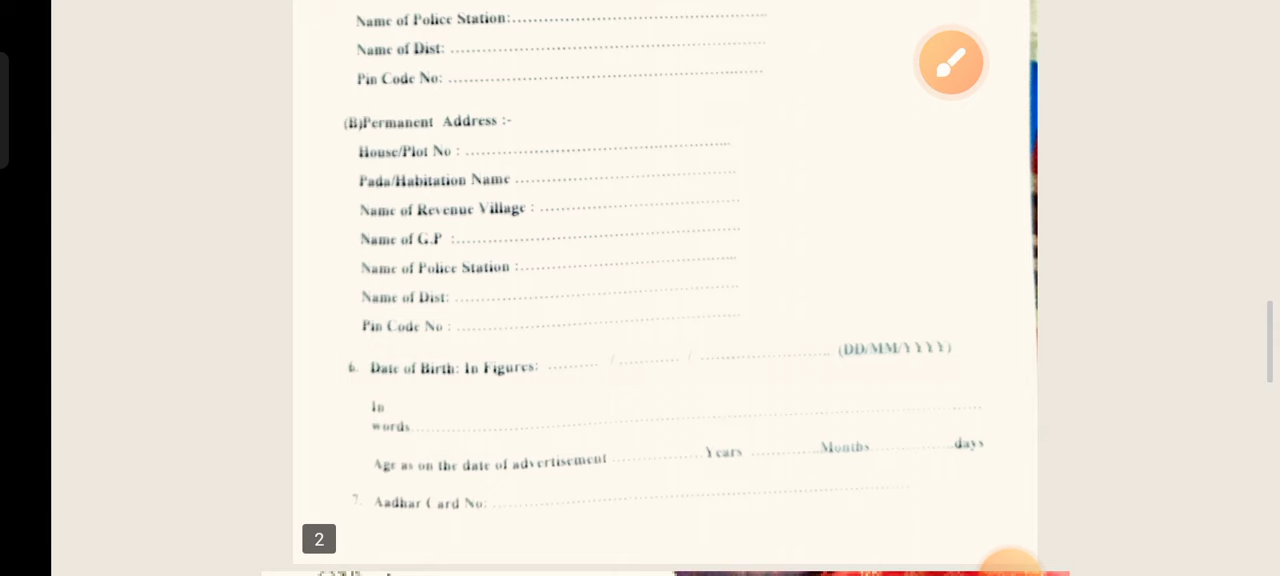 Name of Police Station:..............................
Name of Dist: ..............................
Pin Code No: ..............................
(B)Permanent Address :-
House/Plot No : ..............................
Pada/Habitation Name ..............................
Name of Revenue Village : ..............................
Name of G.P :..............................
Name of Police Station :..............................
Name of Dist: ..............................
Pin Code No : ..............................
6. Date of Birth: In Figures: .......... / ............ / ........................ (DD/MM/YYYY)
In
words..............................
Age as on the date of advertisement ....................Years ..............Months..................days
7. Aadhar Card No: ..............................
2